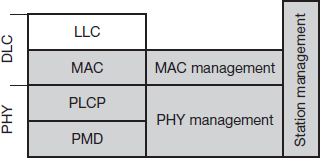 DLC
LLC
MAC
MAC management
PHY
PLCP
PHY management
PMD
Station management